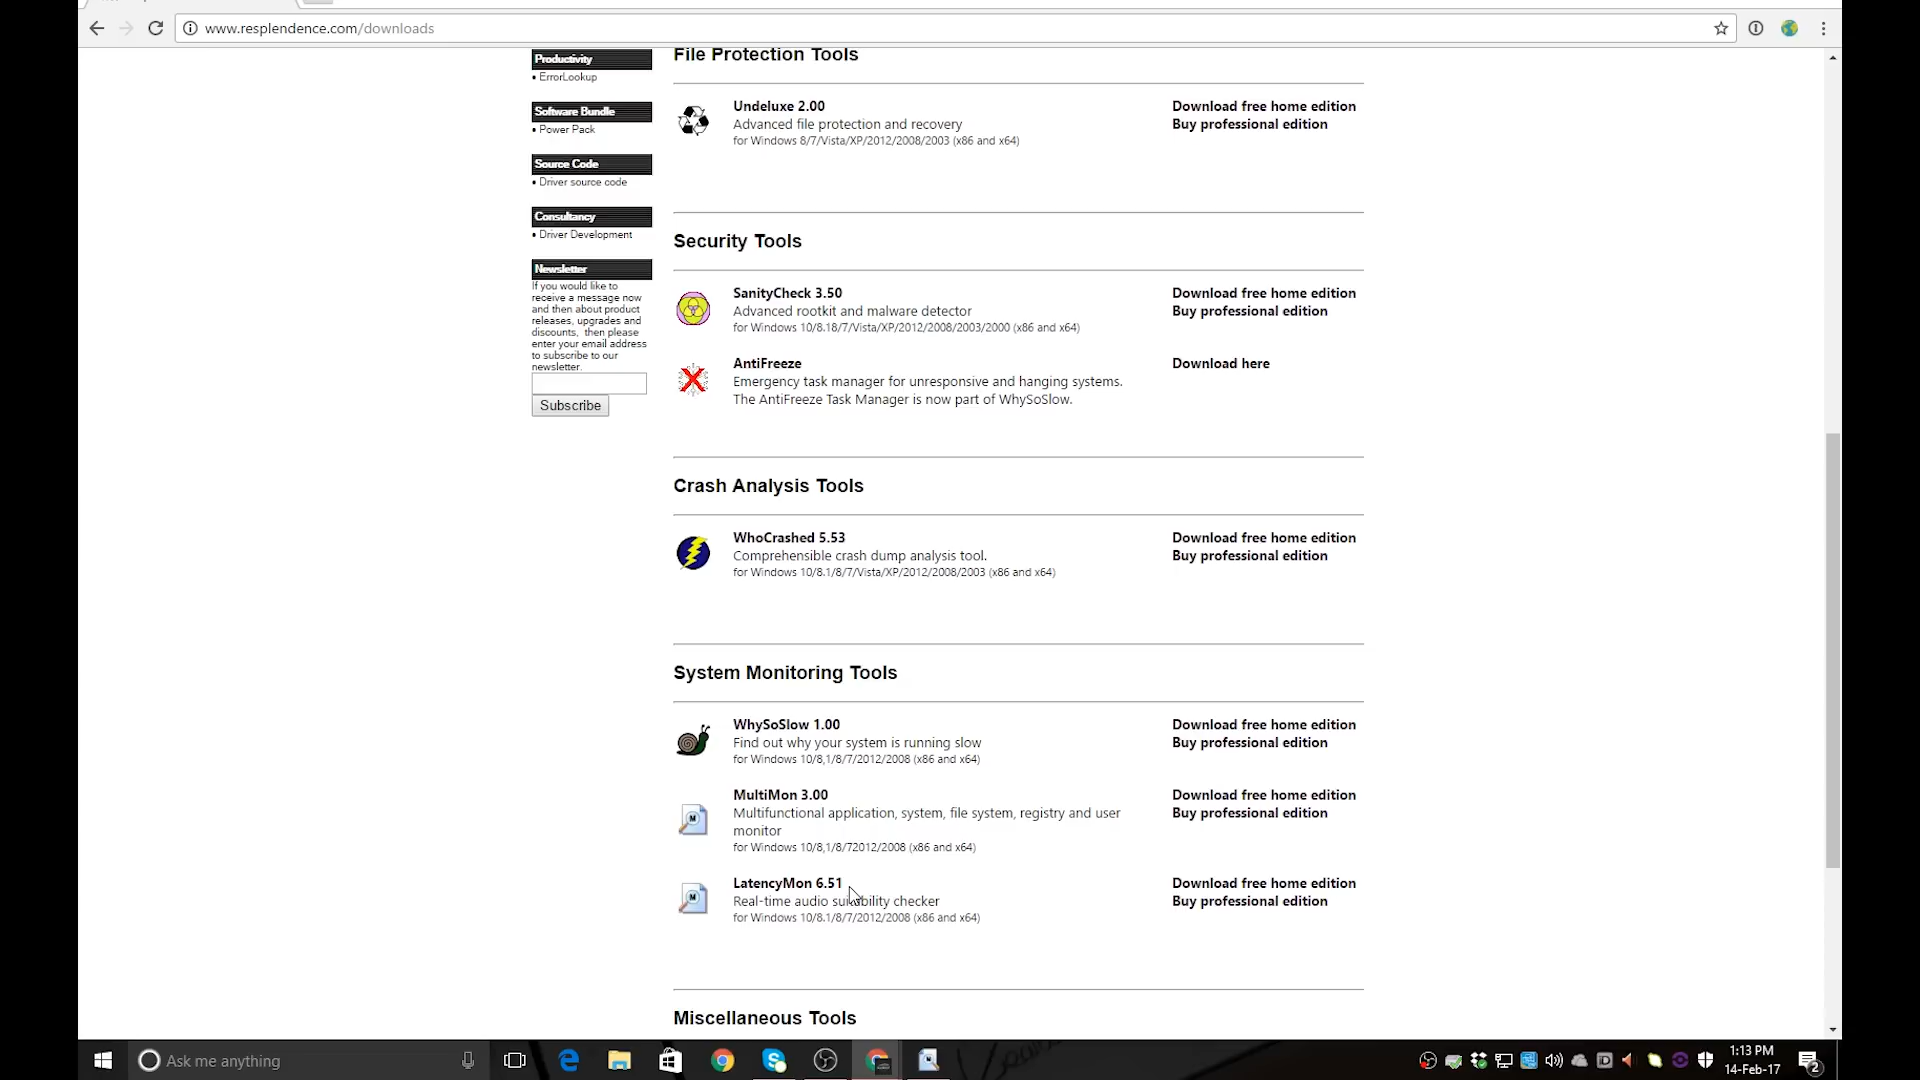 www.resplendence.com/downloads
Productivity
• ErrorLookup
Software Bundle
• Power Pack
Source Code
• Driver source code
Consultancy
• Driver Development
Newsletter
If you would like to
receive a message now
and then about product
releases, upgrades and
discounts, then please
enter your email address
to subscribe to our
newsletter.
Subscribe
File Protection Tools
Undeluxe 2.00
Advanced file protection and recovery
for Windows 8/7/Vista/XP/2012/2008/2003 (x86 and x64)
Download free home edition
Buy professional edition
Security Tools
SanityCheck 3.50
Advanced rootkit and malware detector
for Windows 10/8.18/7/Vista/XP/2012/2008/2003/2000 (x86 and x64)
Download free home edition
Buy professional edition
AntiFreeze
Emergency task manager for unresponsive and hanging systems.
The AntiFreeze Task Manager is now part of WhySoSlow.
Download here
Crash Analysis Tools
WhoCrashed 5.53
Comprehensible crash dump analysis tool.
for Windows 10/8.1/8/7/Vista/XP/2012/2008/2003 (x86 and x64)
Download free home edition
Buy professional edition
System Monitoring Tools
WhySoSlow 1.00
Find out why your system is running slow
for Windows 10/8,1/8/7/2012/2008 (x86 and x64)
Download free home edition
Buy professional edition
MultiMon 3.00
Multifunctional application, system, file system, registry and user
monitor
for Windows 10/8,1/8/72012/2008 (x86 and x64)
Download free home edition
Buy professional edition
LatencyMon 6.51
Real-time audio suitability checker
for Windows 10/8.1/8/7/2012/2008 (x86 and x64)
Download free home edition
Buy professional edition
Miscellaneous Tools
Ask me anything
1:13 PM
14-Feb-17
2